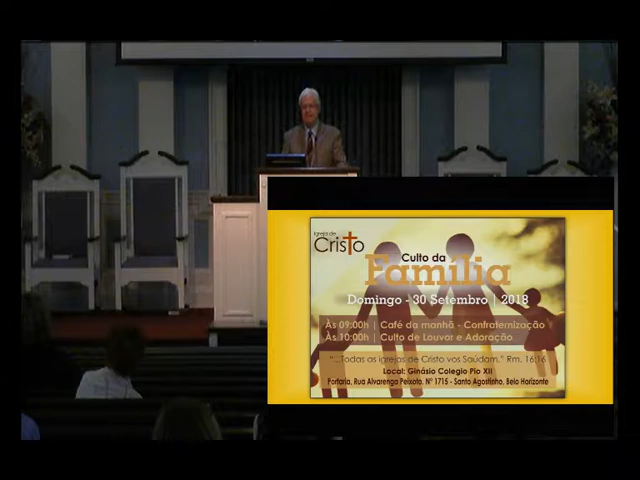 Igreja de
Cristo
Culto da
Família
Domingo - 30 Setembro | 2018
Às 09:00h | Café da manhã - Confraternização
Às 10:00h | Culto de Louvor e Adoração
"...Todas as Igrejas de Cristo vos Saúdam." Rm. 16:16
Local: Ginásio Colegio Pio XII
Portaria, Rua Alvarenga Peixoto, Nº 1715 - Santo Agostinho, Belo Horizonte